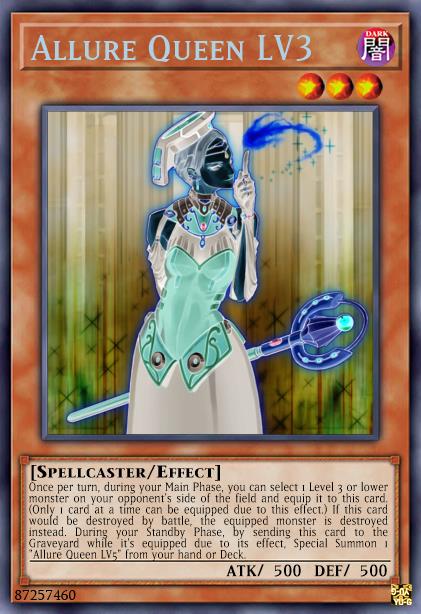 Allure Queen LV3
DARK
闇
[Spellcaster/Effect]
Once per turn, during your Main Phase, you can select 1 Level 3 or lower
monster on your opponent's side of the field and equip it to this card.
(Only 1 card at a time can be equipped due to this effect.) If this card
would be destroyed by battle, the equipped monster is destroyed
instead. During your Standby Phase, by sending this card to the
Graveyard while it's equipped due to its effect, Special Summon 1
"Allure Queen LV5" from your hand or Deck.
ATK/ 500 DEF/ 500
87257460